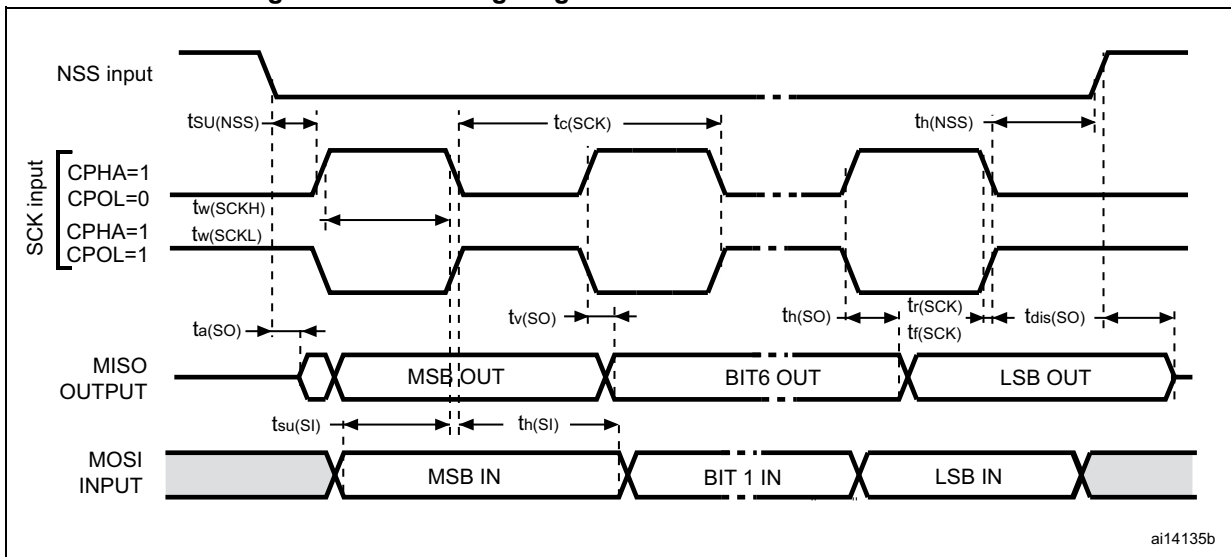 NSS input
tSU(NSS)
tc(SCK)
th(NSS)
SCK input
CPHA=1
CPOL=0
tw(SCKH)
CPHA=1
tw(SCKL)
CPOL=1
ta(SO)
tv(SO)
th(SO)
tr(SCK)
tf(SCK)
tdis(SO)
MISO
OUTPUT
MSB OUT
BIT6 OUT
LSB OUT
tsu(SI)
th(SI)
MOSI
INPUT
MSB IN
BIT 1 IN
LSB IN
ai14135b